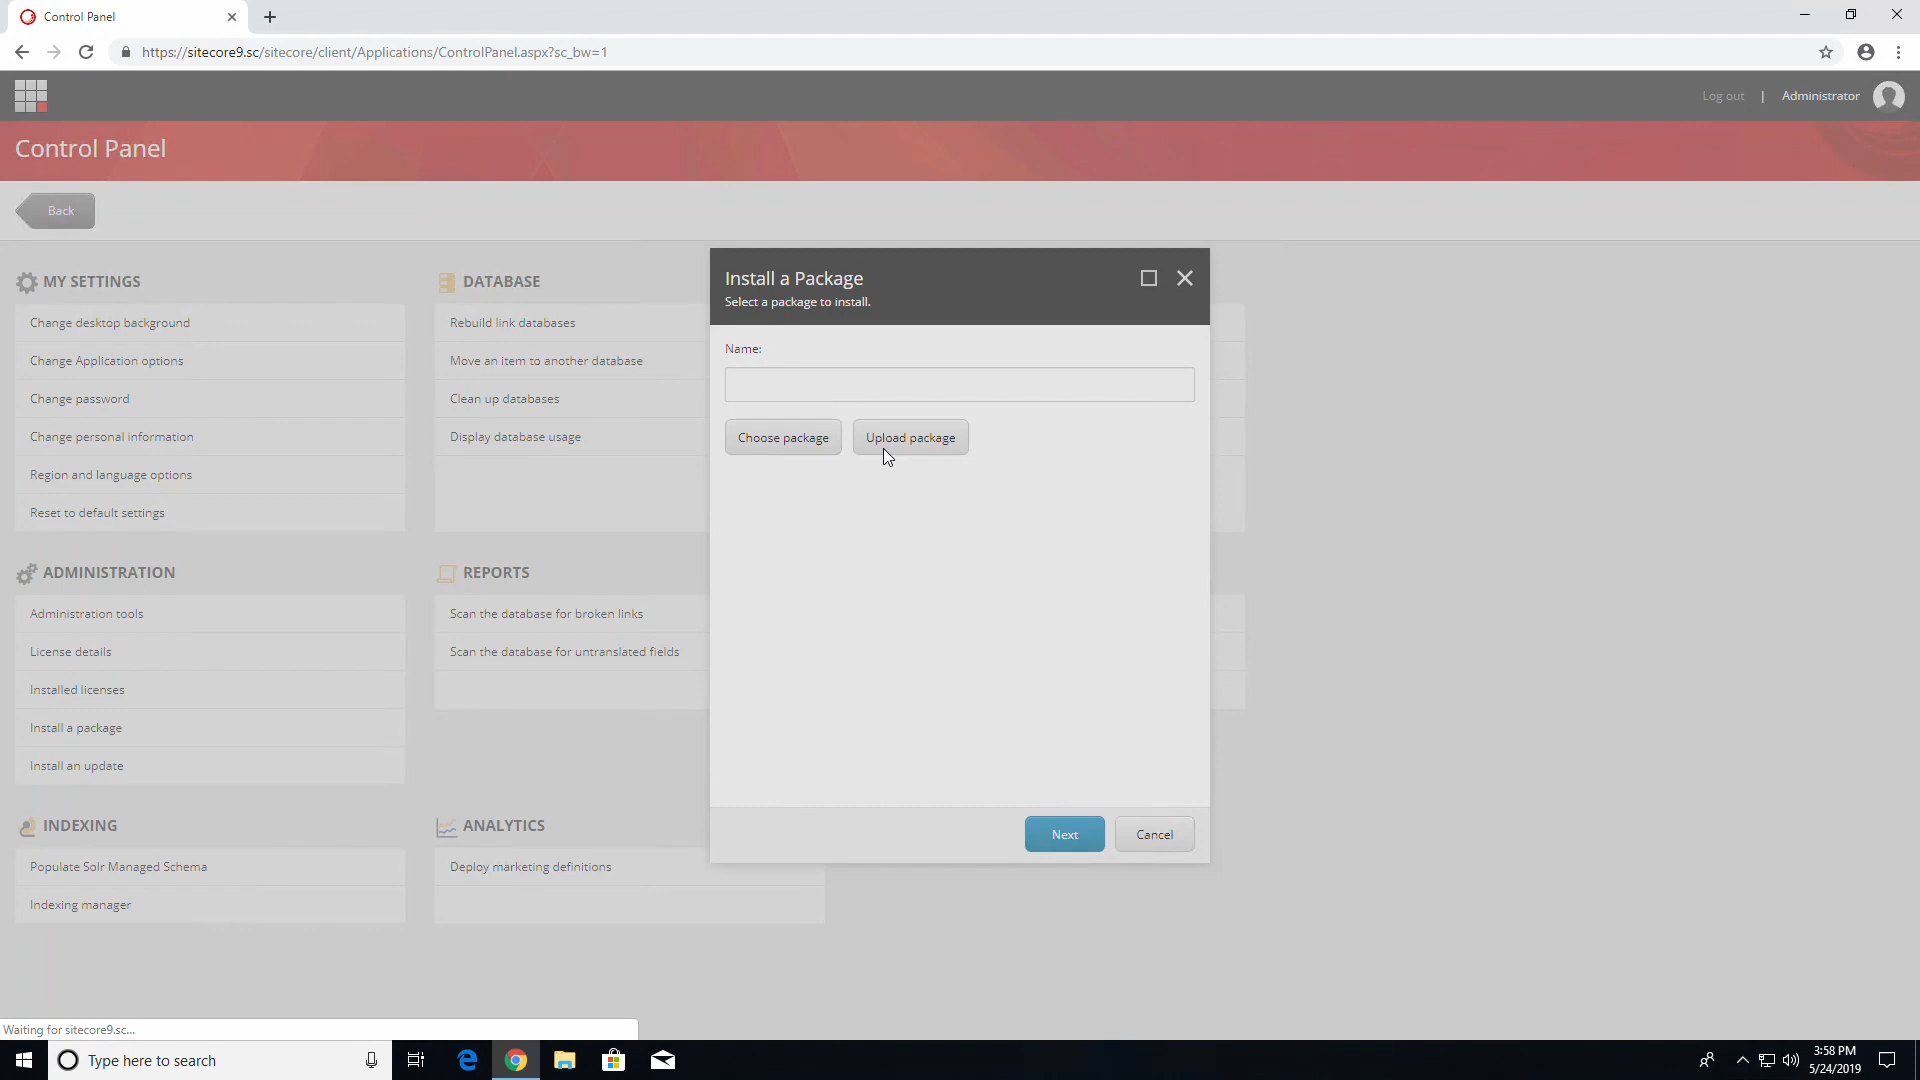 Control Panel
https://sitecore9.sc/sitecore/client/Applications/ControlPanel.aspx?sc_bw=1
Log out | Administrator
Control Panel
Back
MY SETTINGS
Change desktop background
Change Application options
Change password
Change personal information
Region and language options
Reset to default settings
DATABASE
Rebuild link databases
Move an item to another database
Clean up databases
Display database usage
ADMINISTRATION
Administration tools
License details
Installed licenses
Install a package
Install an update
REPORTS
Scan the database for broken links
Scan the database for untranslated fields
INDEXING
Populate Solr Managed Schema
Indexing manager
ANALYTICS
Deploy marketing definitions
Install a Package
Select a package to install.
Name:
Choose package
Upload package
Next
Cancel
Waiting for sitecore9.sc...
Type here to search
3:58 PM
5/24/2019